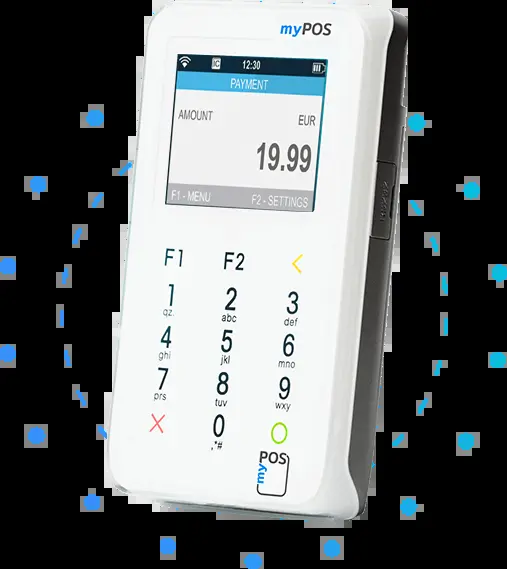 myPOS
3G 12:30
PAYMENT
AMOUNT EUR
19.99
F1 - MENU F2 - SETTINGS
F1 F2 <
1 2 3
qz. abc def
4 5 6
ghi jkl mno
7 8 9
prs tuv wxy
0
,*#
myPOS